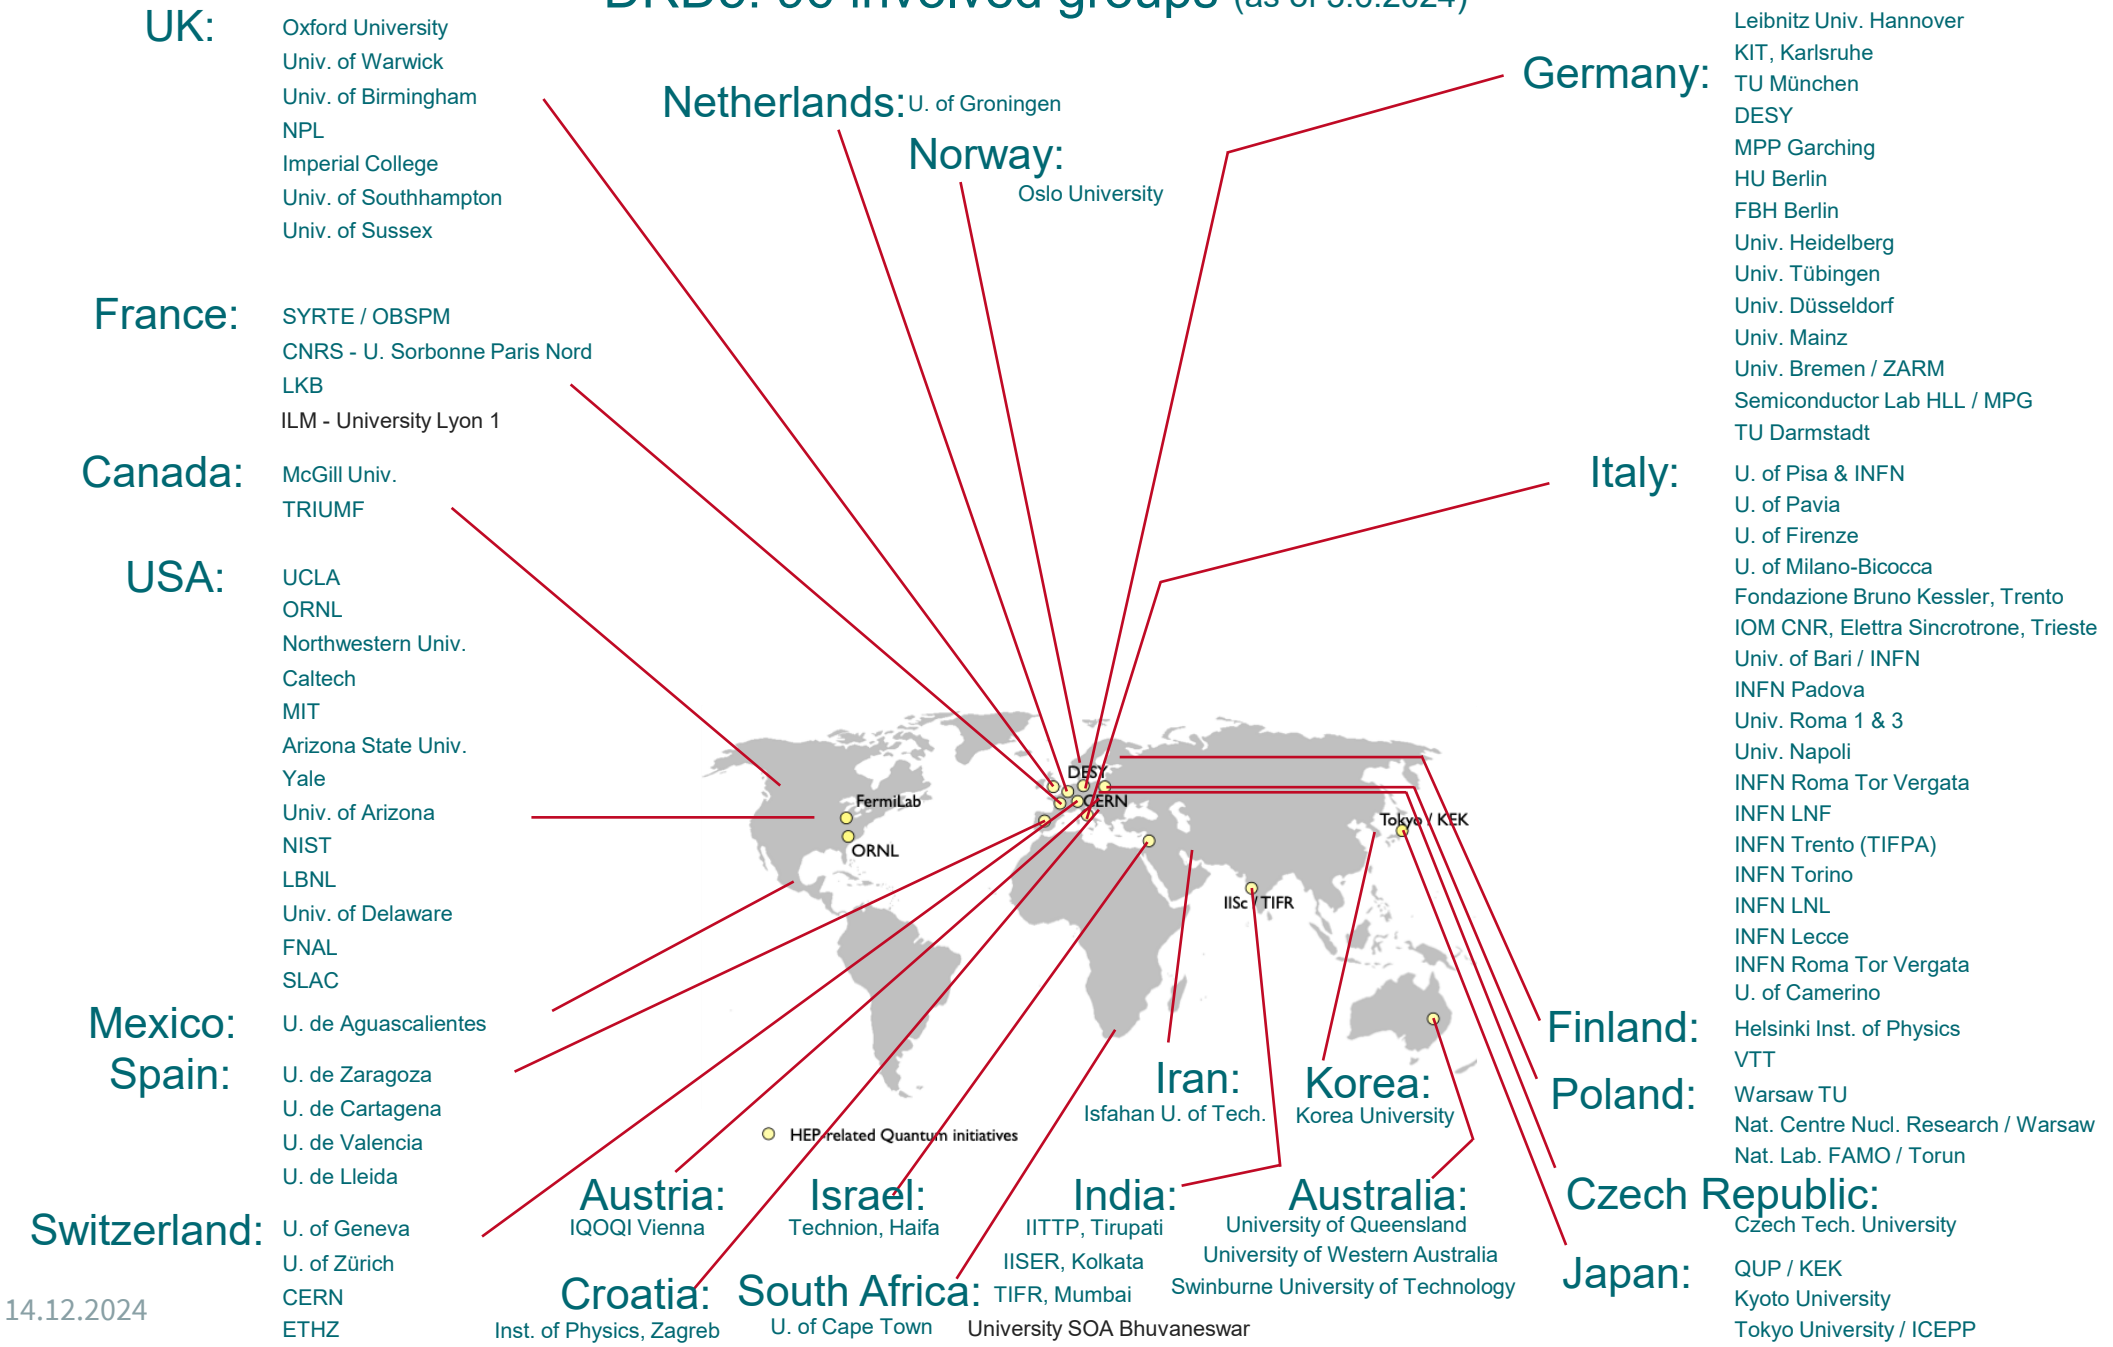 (as of 5.6.2024)
UK:
Oxford University
Univ. of Warwick
Univ. of Birmingham
NPL
Imperial College
Univ. of Southhampton
Univ. of Sussex
France:
SYRTE / OBSPM
CNRS - U. Sorbonne Paris Nord
LKB
ILM - University Lyon 1
Canada:
McGill Univ.
TRIUMF
USA:
UCLA
ORNL
Northwestern Univ.
Caltech
MIT
Arizona State Univ.
Yale
Univ. of Arizona
NIST
LBNL
Univ. of Delaware
FNAL
SLAC
Mexico:
U. de Aguascalientes
Spain:
U. de Zaragoza
U. de Cartagena
U. de Valencia
U. de Lleida
Switzerland:
U. of Geneva
U. of Zürich
CERN
ETHZ
14.12.2024
Netherlands: U. of Groningen
Norway:
Oslo University
DESY
CERN
FermiLab
ORNL
Tokyo / KEK
IISc / TIFR
HEP-related Quantum initiatives
Iran:
Isfahan U. of Tech.
Korea:
Korea University
Austria:
IQOQI Vienna
Israel:
Technion, Haifa
India:
IITTP, Tirupati
IISER, Kolkata
TIFR, Mumbai
University SOA Bhuvaneswar
Australia:
University of Queensland
University of Western Australia
Swinburne University of Technology
Croatia:
Inst. of Physics, Zagreb
South Africa:
U. of Cape Town
Germany:
Leibnitz Univ. Hannover
KIT, Karlsruhe
TU München
DESY
MPP Garching
HU Berlin
FBH Berlin
Univ. Heidelberg
Univ. Tübingen
Univ. Düsseldorf
Univ. Mainz
Univ. Bremen / ZARM
Semiconductor Lab HLL / MPG
TU Darmstadt
Italy:
U. of Pisa & INFN
U. of Pavia
U. of Firenze
U. of Milano-Bicocca
Fondazione Bruno Kessler, Trento
IOM CNR, Elettra Sincrotrone, Trieste
Univ. of Bari / INFN
INFN Padova
Univ. Roma 1 & 3
Univ. Napoli
INFN Roma Tor Vergata
INFN LNF
INFN Trento (TIFPA)
INFN Torino
INFN LNL
INFN Lecce
INFN Roma Tor Vergata
U. of Camerino
Finland:
Helsinki Inst. of Physics
VTT
Poland:
Warsaw TU
Nat. Centre Nucl. Research / Warsaw
Nat. Lab. FAMO / Torun
Czech Republic:
Czech Tech. University
Japan:
QUP / KEK
Kyoto University
Tokyo University / ICEPP